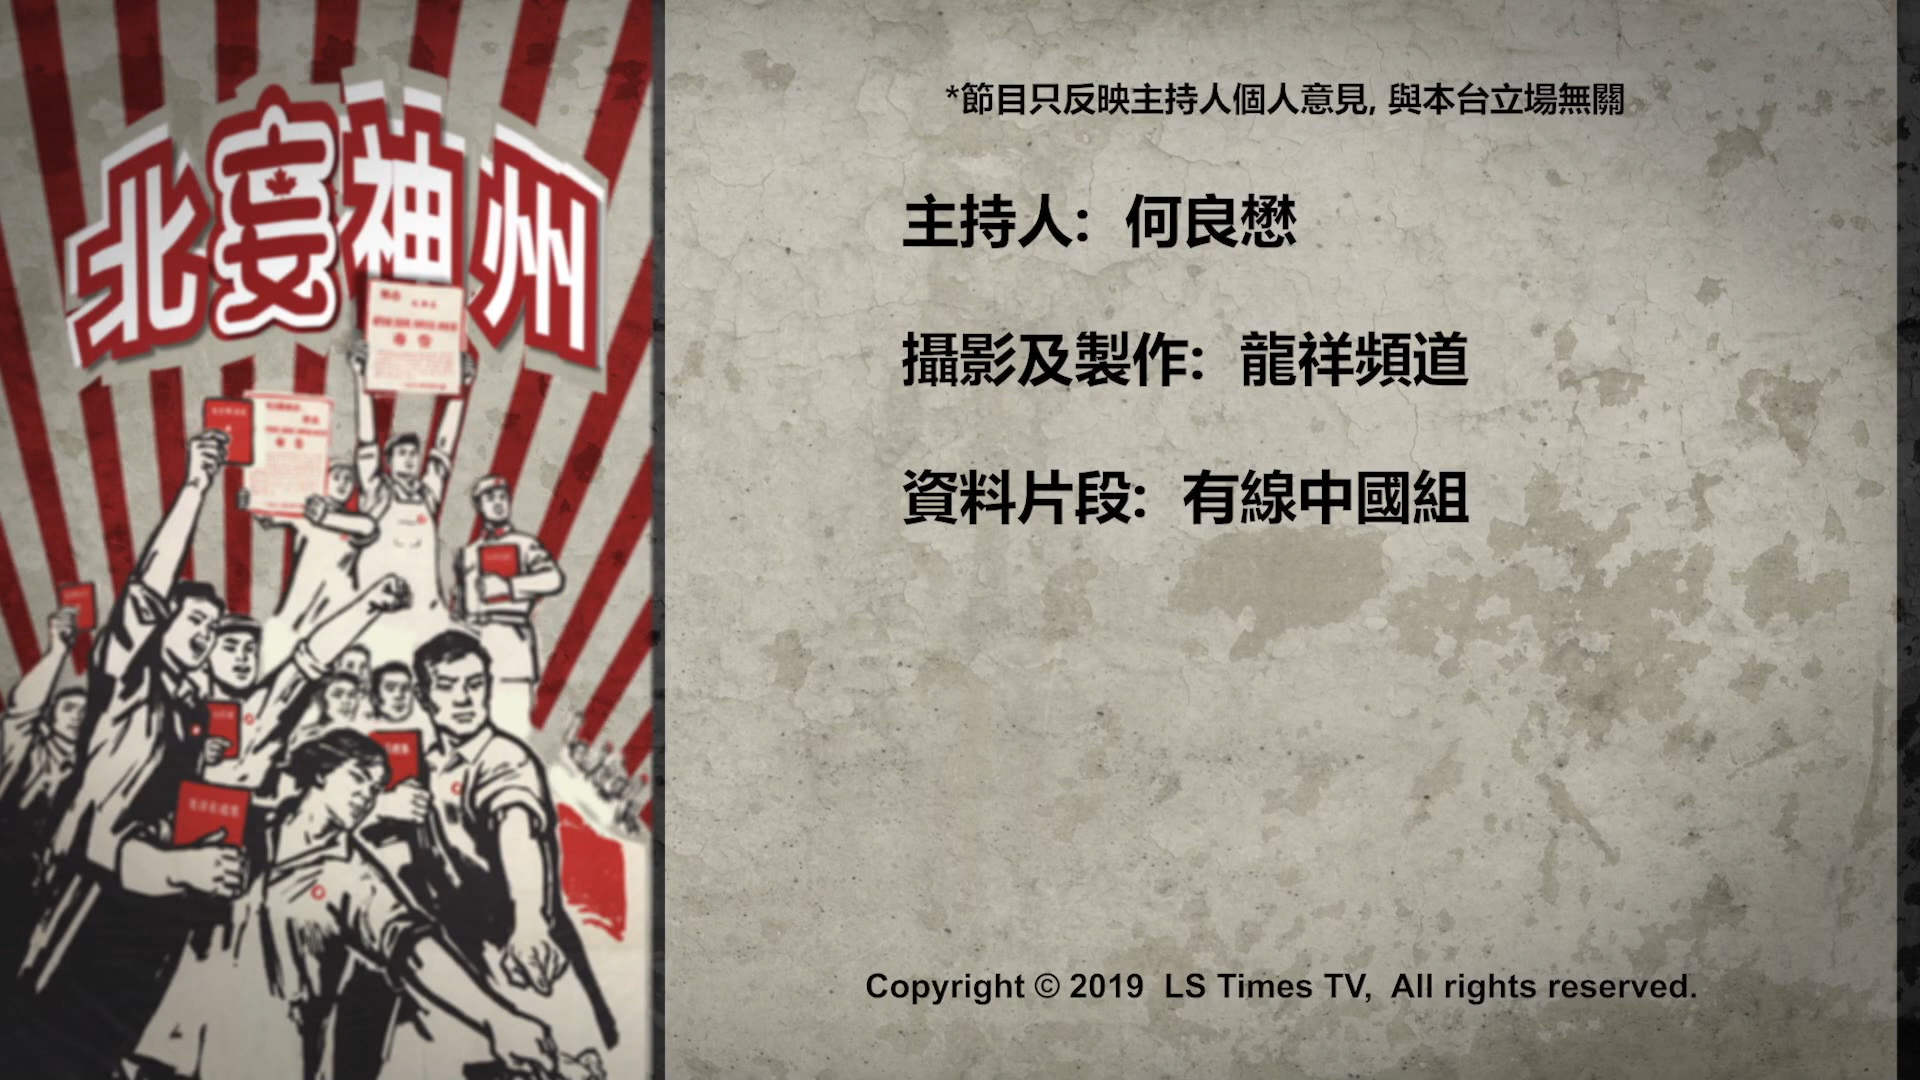 北望神州
*節目只反映主持人個人意見, 與本台立場無關
主持人: 何良懋
攝影及製作: 龍祥頻道
資料片段: 有線中國組
Copyright © 2019 LS Times TV, All rights reserved.